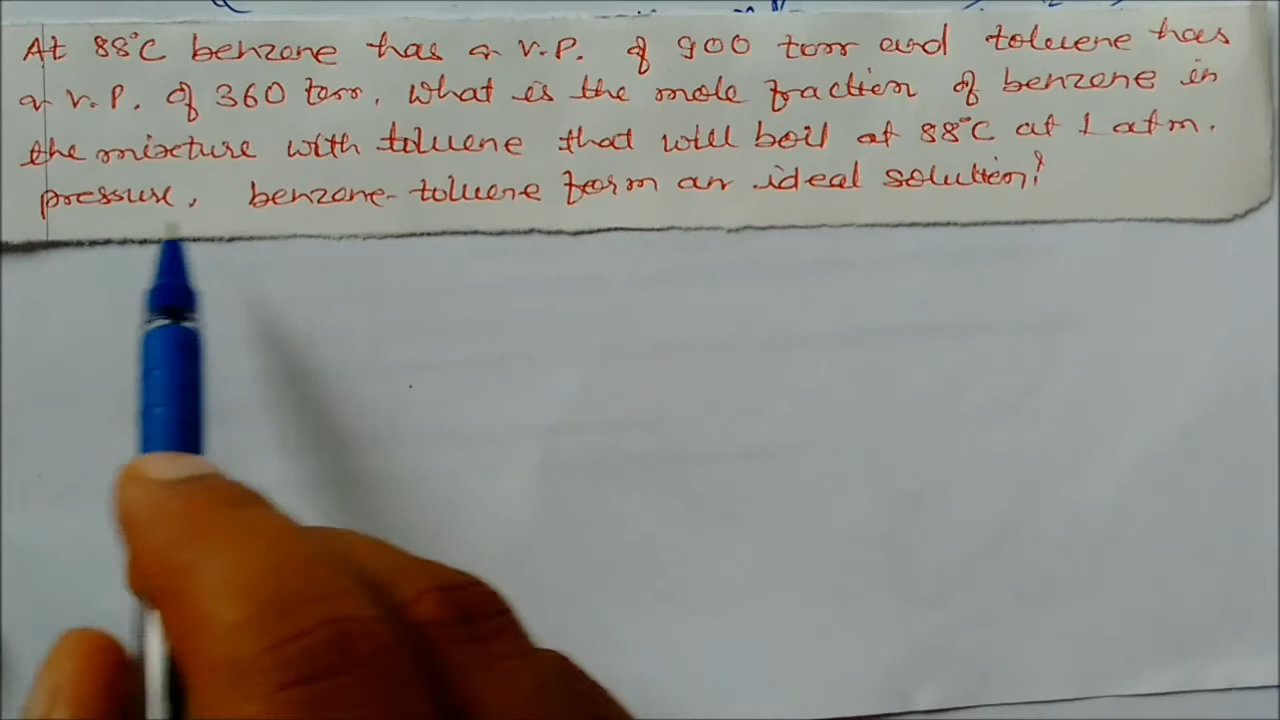 At 88°C benzene has a V.P. of 900 torr and toluene has
a V.P. of 360 torr. What is the mole fraction of benzene in
the mixture with toluene that will boil at 88°C at 1 atm.
pressure, benzene-toluene form an ideal solution?